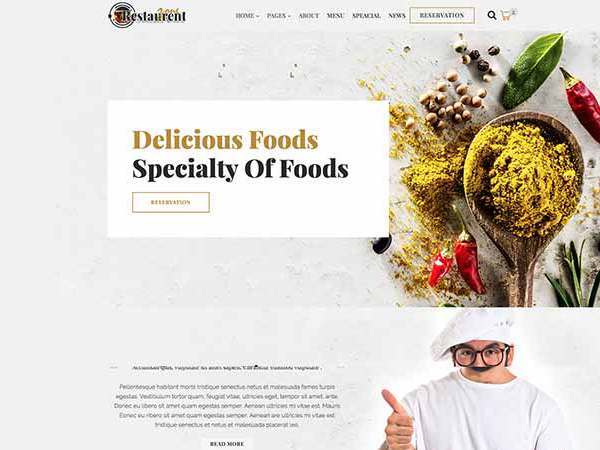 Food
Restaurent
HOME PAGES ABOUT MENU SPEACIAL NEWS RESERVATION
Delicious Foods
Specialty Of Foods
RESERVATION
Pellentesque habitant morbi tristique senectus netus et malesuada fames turpis
egestas. Vestibulum tortor quam, feugiat vitae, ultricies eget, tempor sit amet, ante.
Donec eu libero sit amet quam egestas semper. Aenean ultricies mi vitae est. Mauris
Donec eu libero sit amet quam egestas semper. Aenean are ultricies mi vitae
tristique senectus et netus et malesuada placerat leo.
READ MORE